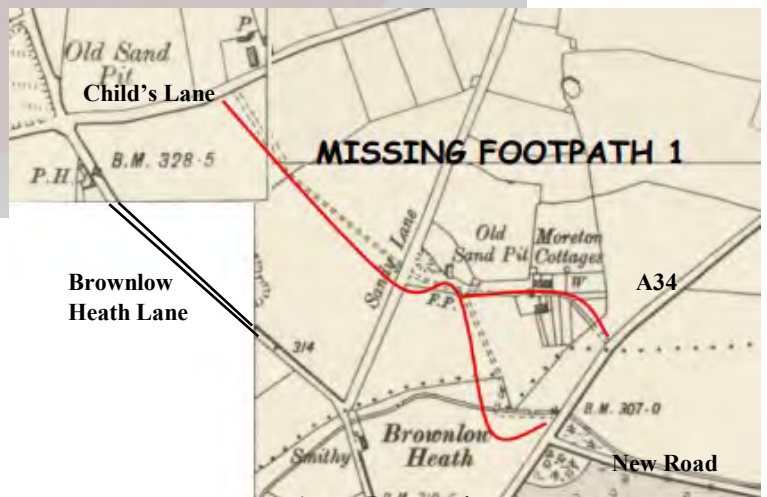 Old Sand
Pit
P
Child's Lane
MISSING FOOTPATH 1
B.M. 328·5
P.H.
Sandy Lane
Old
Sand Pit
Moreton
Cottages
W
F.P.
A34
Brownlow
Heath Lane
314
B.M. 307·0
Brownlow
Heath
Smithy
New Road